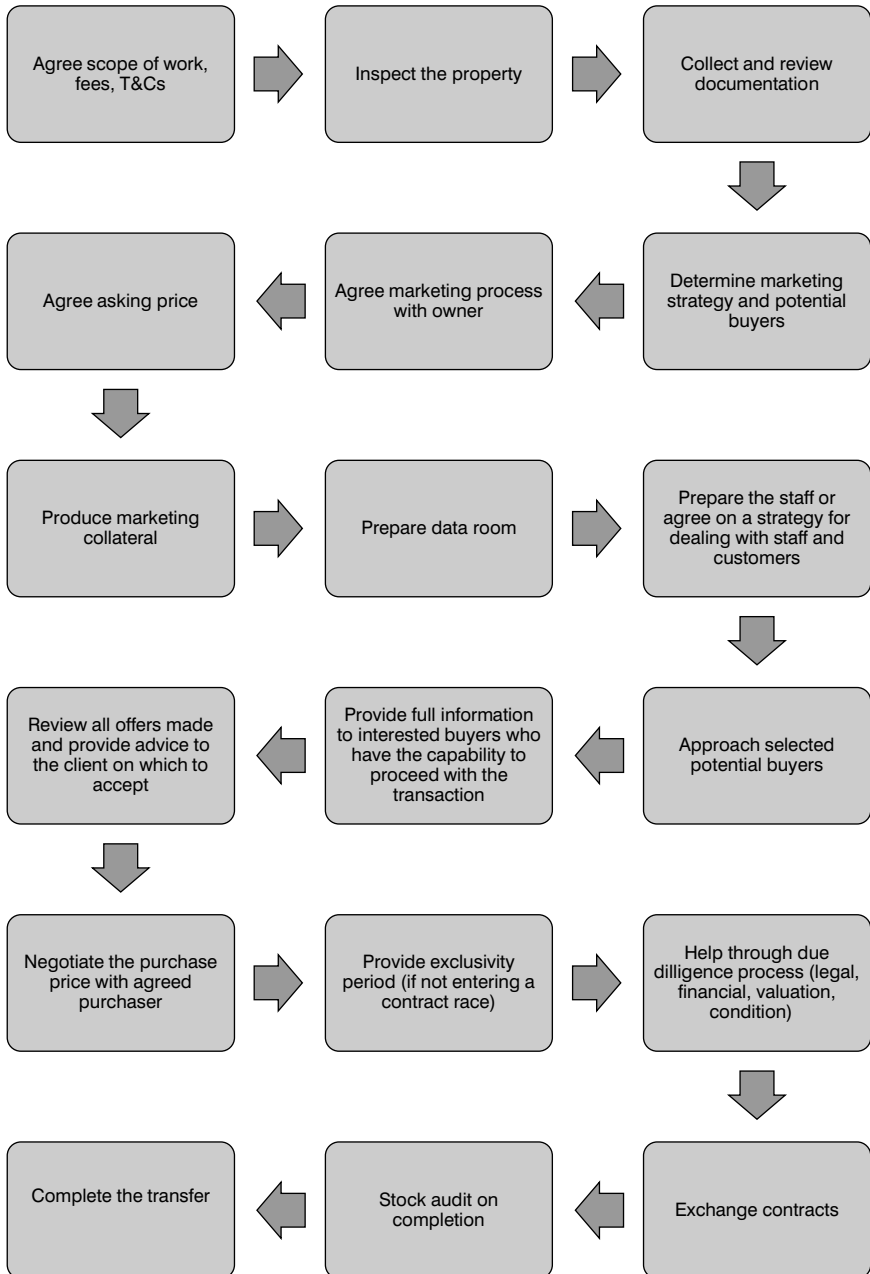 Agree scope of work,
fees, T&Cs
Inspect the property
Collect and review
documentation
Determine marketing
strategy and potential
buyers
Agree marketing process
with owner
Agree asking price
Produce marketing
collateral
Prepare data room
Prepare the staff or
agree on a strategy for
dealing with staff and
customers
Approach selected
potential buyers
Provide full information
to interested buyers who
have the capability to
proceed with the
transaction
Review all offers made
and provide advice to
the client on which to
accept
Negotiate the purchase
price with agreed
purchaser
Provide exclusivity
period (if not entering a
contract race)
Help through due
dilligence process (legal,
financial, valuation,
condition)
Exchange contracts
Stock audit on
completion
Complete the transfer